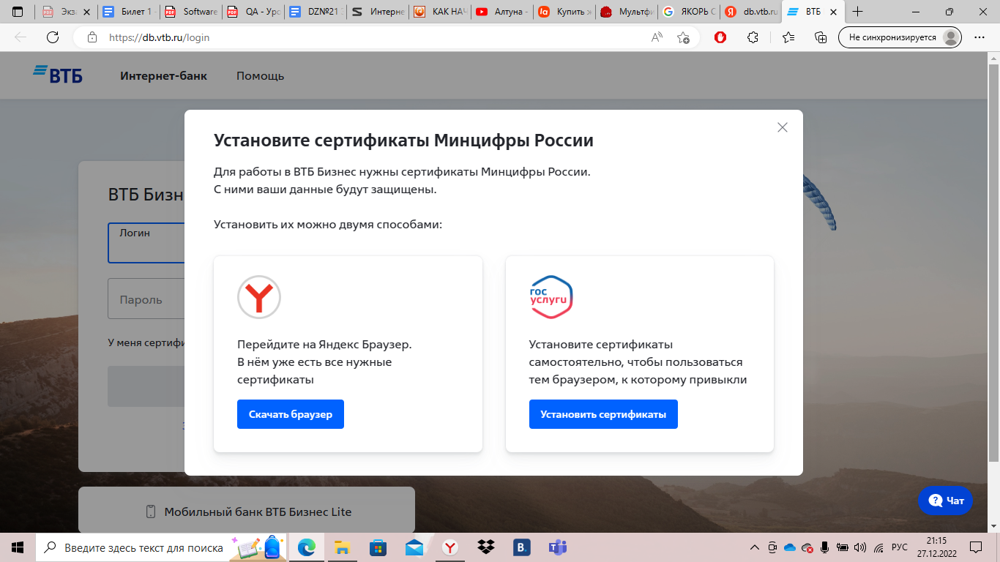 Экза
Билет 1 -
Software
QA - Уро
DZ№21
Интерне
КАК НАЧ
Алтуна -
Купить ж
Мультфи
ЯКОРЬ С
db.vtb.ru
ВТБ
https://db.vtb.ru/login
Не синхронизируется
ВТБ
Интернет-банк
Помощь
Установите сертификаты Минцифры России
Для работы в ВТБ Бизнес нужны сертификаты Минцифры России.
С ними ваши данные будут защищены.
Установить их можно двумя способами:
Перейдите на Яндекс Браузер.
В нём уже есть все нужные
сертификаты
Скачать браузер
гос
услуги
Установите сертификаты
самостоятельно, чтобы пользоваться
тем браузером, к которому привыкли
Установить сертификаты
ВТБ Бизн
Логин
Пароль
У меня сертифи
Мобильный банк ВТБ Бизнес Lite
Чат
Введите здесь текст для поиска
РУС
21:15
27.12.2022